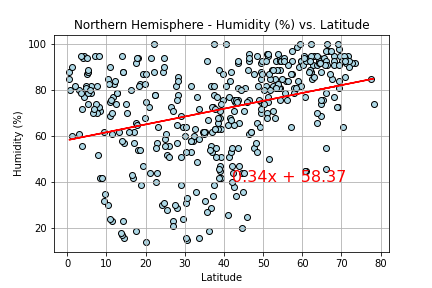 Northern Hemisphere - Humidity (%) vs. Latitude
100
80
60
40
20
Humidity (%)
0.34x + 58.37
0 10 20 30 40 50 60 70 80
Latitude